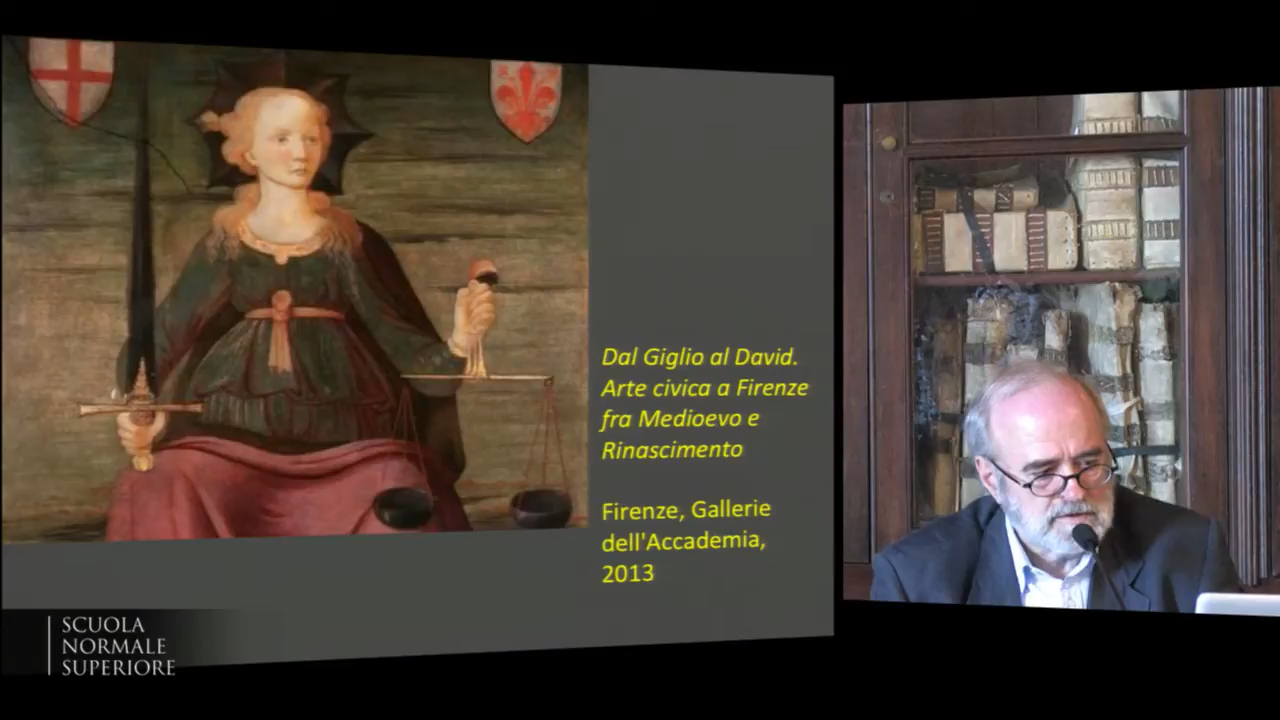 Dal Giglio al David.
Arte civica a Firenze
fra Medioevo e
Rinascimento
Firenze, Gallerie
dell'Accademia,
2013
SCUOLA
NORMALE
SUPERIORE